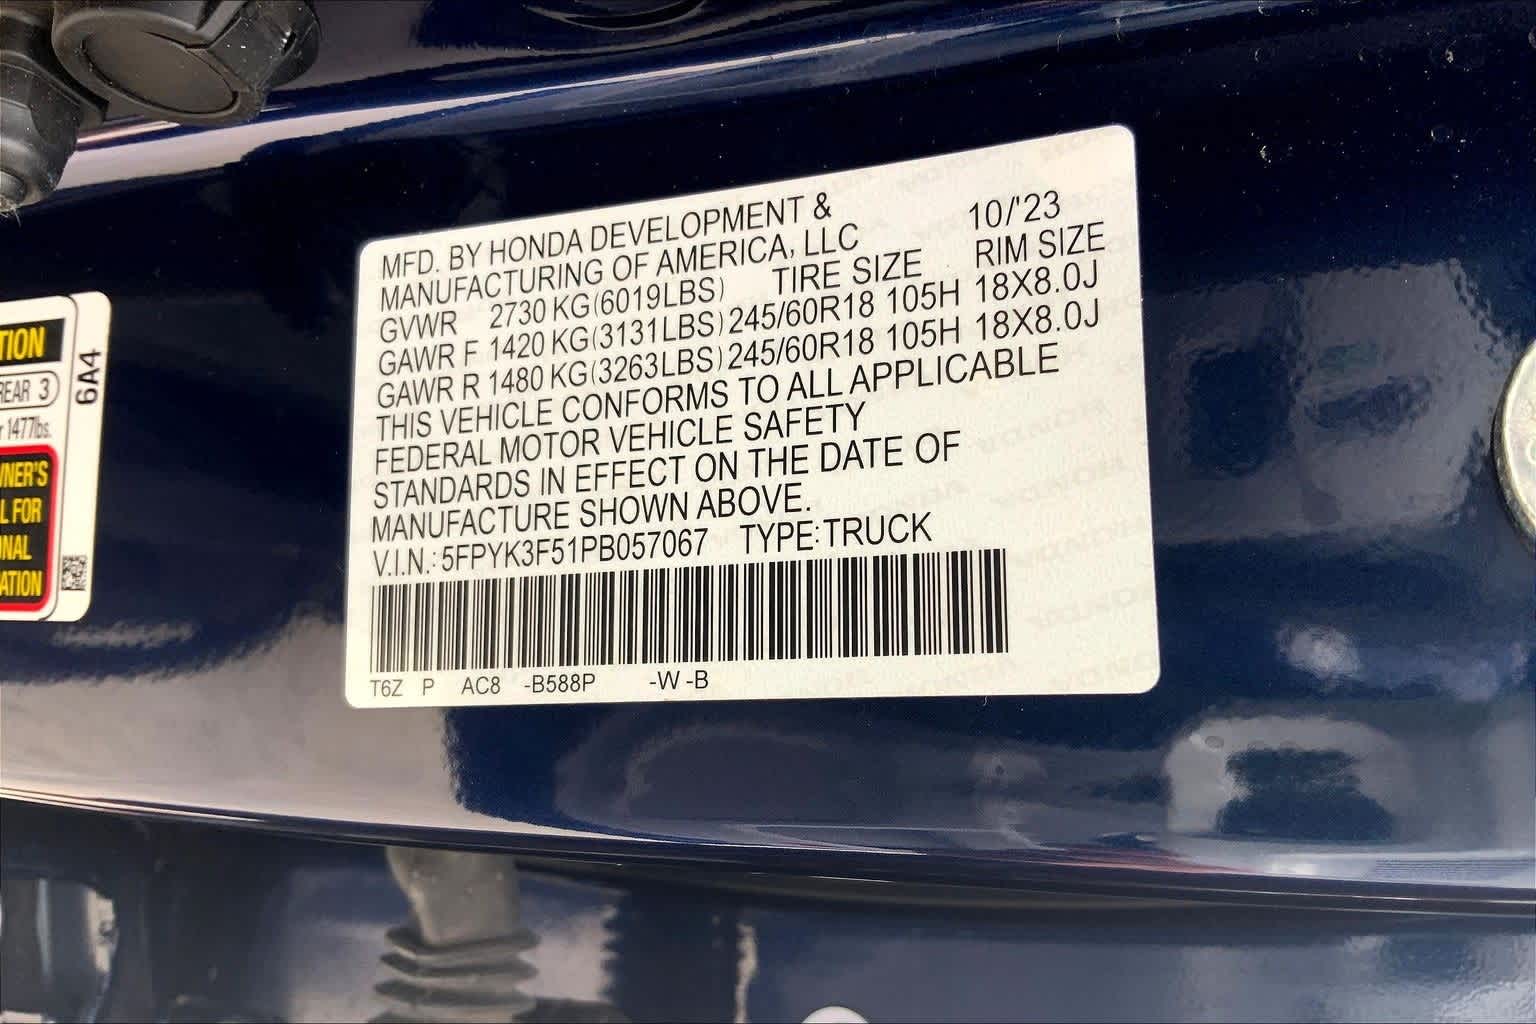 MFD. BY HONDA DEVELOPMENT &
MANUFACTURING OF AMERICA, LLC 10/'23
GVWR 2730 KG(6019LBS) TIRE SIZE RIM SIZE
GAWR F 1420 KG(3131LBS) 245/60R18 105H 18X8.0J
GAWR R 1480 KG(3263LBS) 245/60R18 105H 18X8.0J
THIS VEHICLE CONFORMS TO ALL APPLICABLE
FEDERAL MOTOR VEHICLE SAFETY
STANDARDS IN EFFECT ON THE DATE OF
MANUFACTURE SHOWN ABOVE.
V.I.N.: 5FPYK3F51PB057067 TYPE:TRUCK
T6Z P AC8 -B588P -W -B
TION
REAR 3
1477lbs.
WNER'S
L FOR
ONAL
ATION
6A4